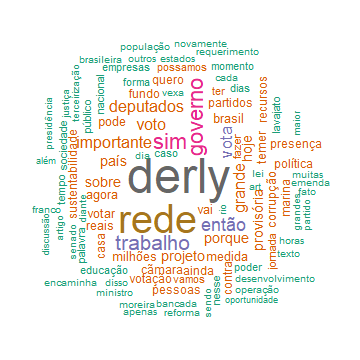 população
brasileira outros estados
novamente
requerimento
empresas possamos
momento
forma quero
cada
fundo vexa ter dias
nacional
deputados partidos
público
terceirização
justiça
pode voto
governo
brasil
recursos
lavajato
maior
presidência
sociedade
importante sim
vota
fazer
hoje
temer
presença
tempo
país dia caso
lei
política
além
sustentabilidade
sobre
derly
grande
art
muitas
agora
marina
emenda
franco
votar
rede
vai
rio
provisória
corrupção
fato
grandes
partido
discussão
artigo
senado
palavra
diante
reais
então
casa
trabalho
porque
jornada
horas
milhões projeto medida
texto
educação câmara ainda
contra
poder
encaminha disso votação vamos
nesse
desenvolvimento
ministro pessoas
operação
moreira bancada
sendo
oportunidade
apenas reforma